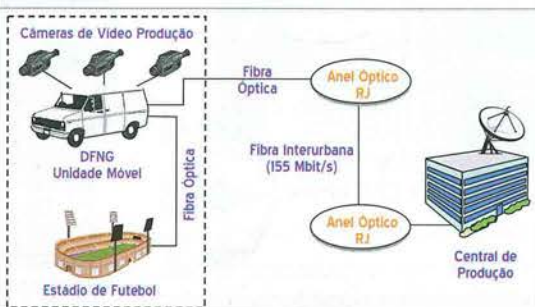 Câmeras de Vídeo Produção
DFNG
Unidade Móvel
Fibra Óptica
Estádio de Futebol
Fibra
Óptica
Anel Óptico
RJ
Fibra Interurbana
(155 Mbit/s)
Anel Óptico
RJ
Central de
Produção